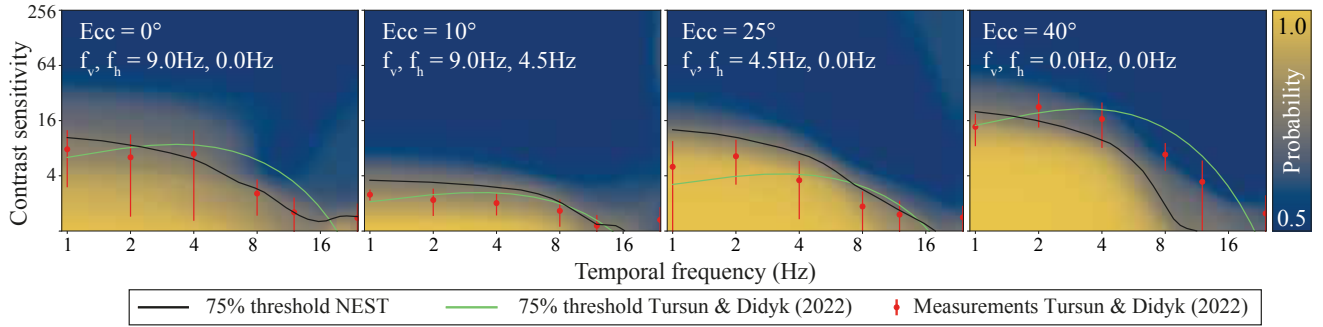 256
64
16
4
Contrast sensitivity
Ecc = 0°
f_v, f_h = 9.0Hz, 0.0Hz
1 2 4 8 16
Ecc = 10°
f_v, f_h = 9.0Hz, 4.5Hz
1 2 4 8 16
Ecc = 25°
f_v, f_h = 4.5Hz, 0.0Hz
1 2 4 8 16
Ecc = 40°
f_v, f_h = 0.0Hz, 0.0Hz
1 2 4 8 16
1.0
Probability
0.5
Temporal frequency (Hz)
75% threshold NEST 75% threshold Tursun & Didyk (2022) Measurements Tursun & Didyk (2022)